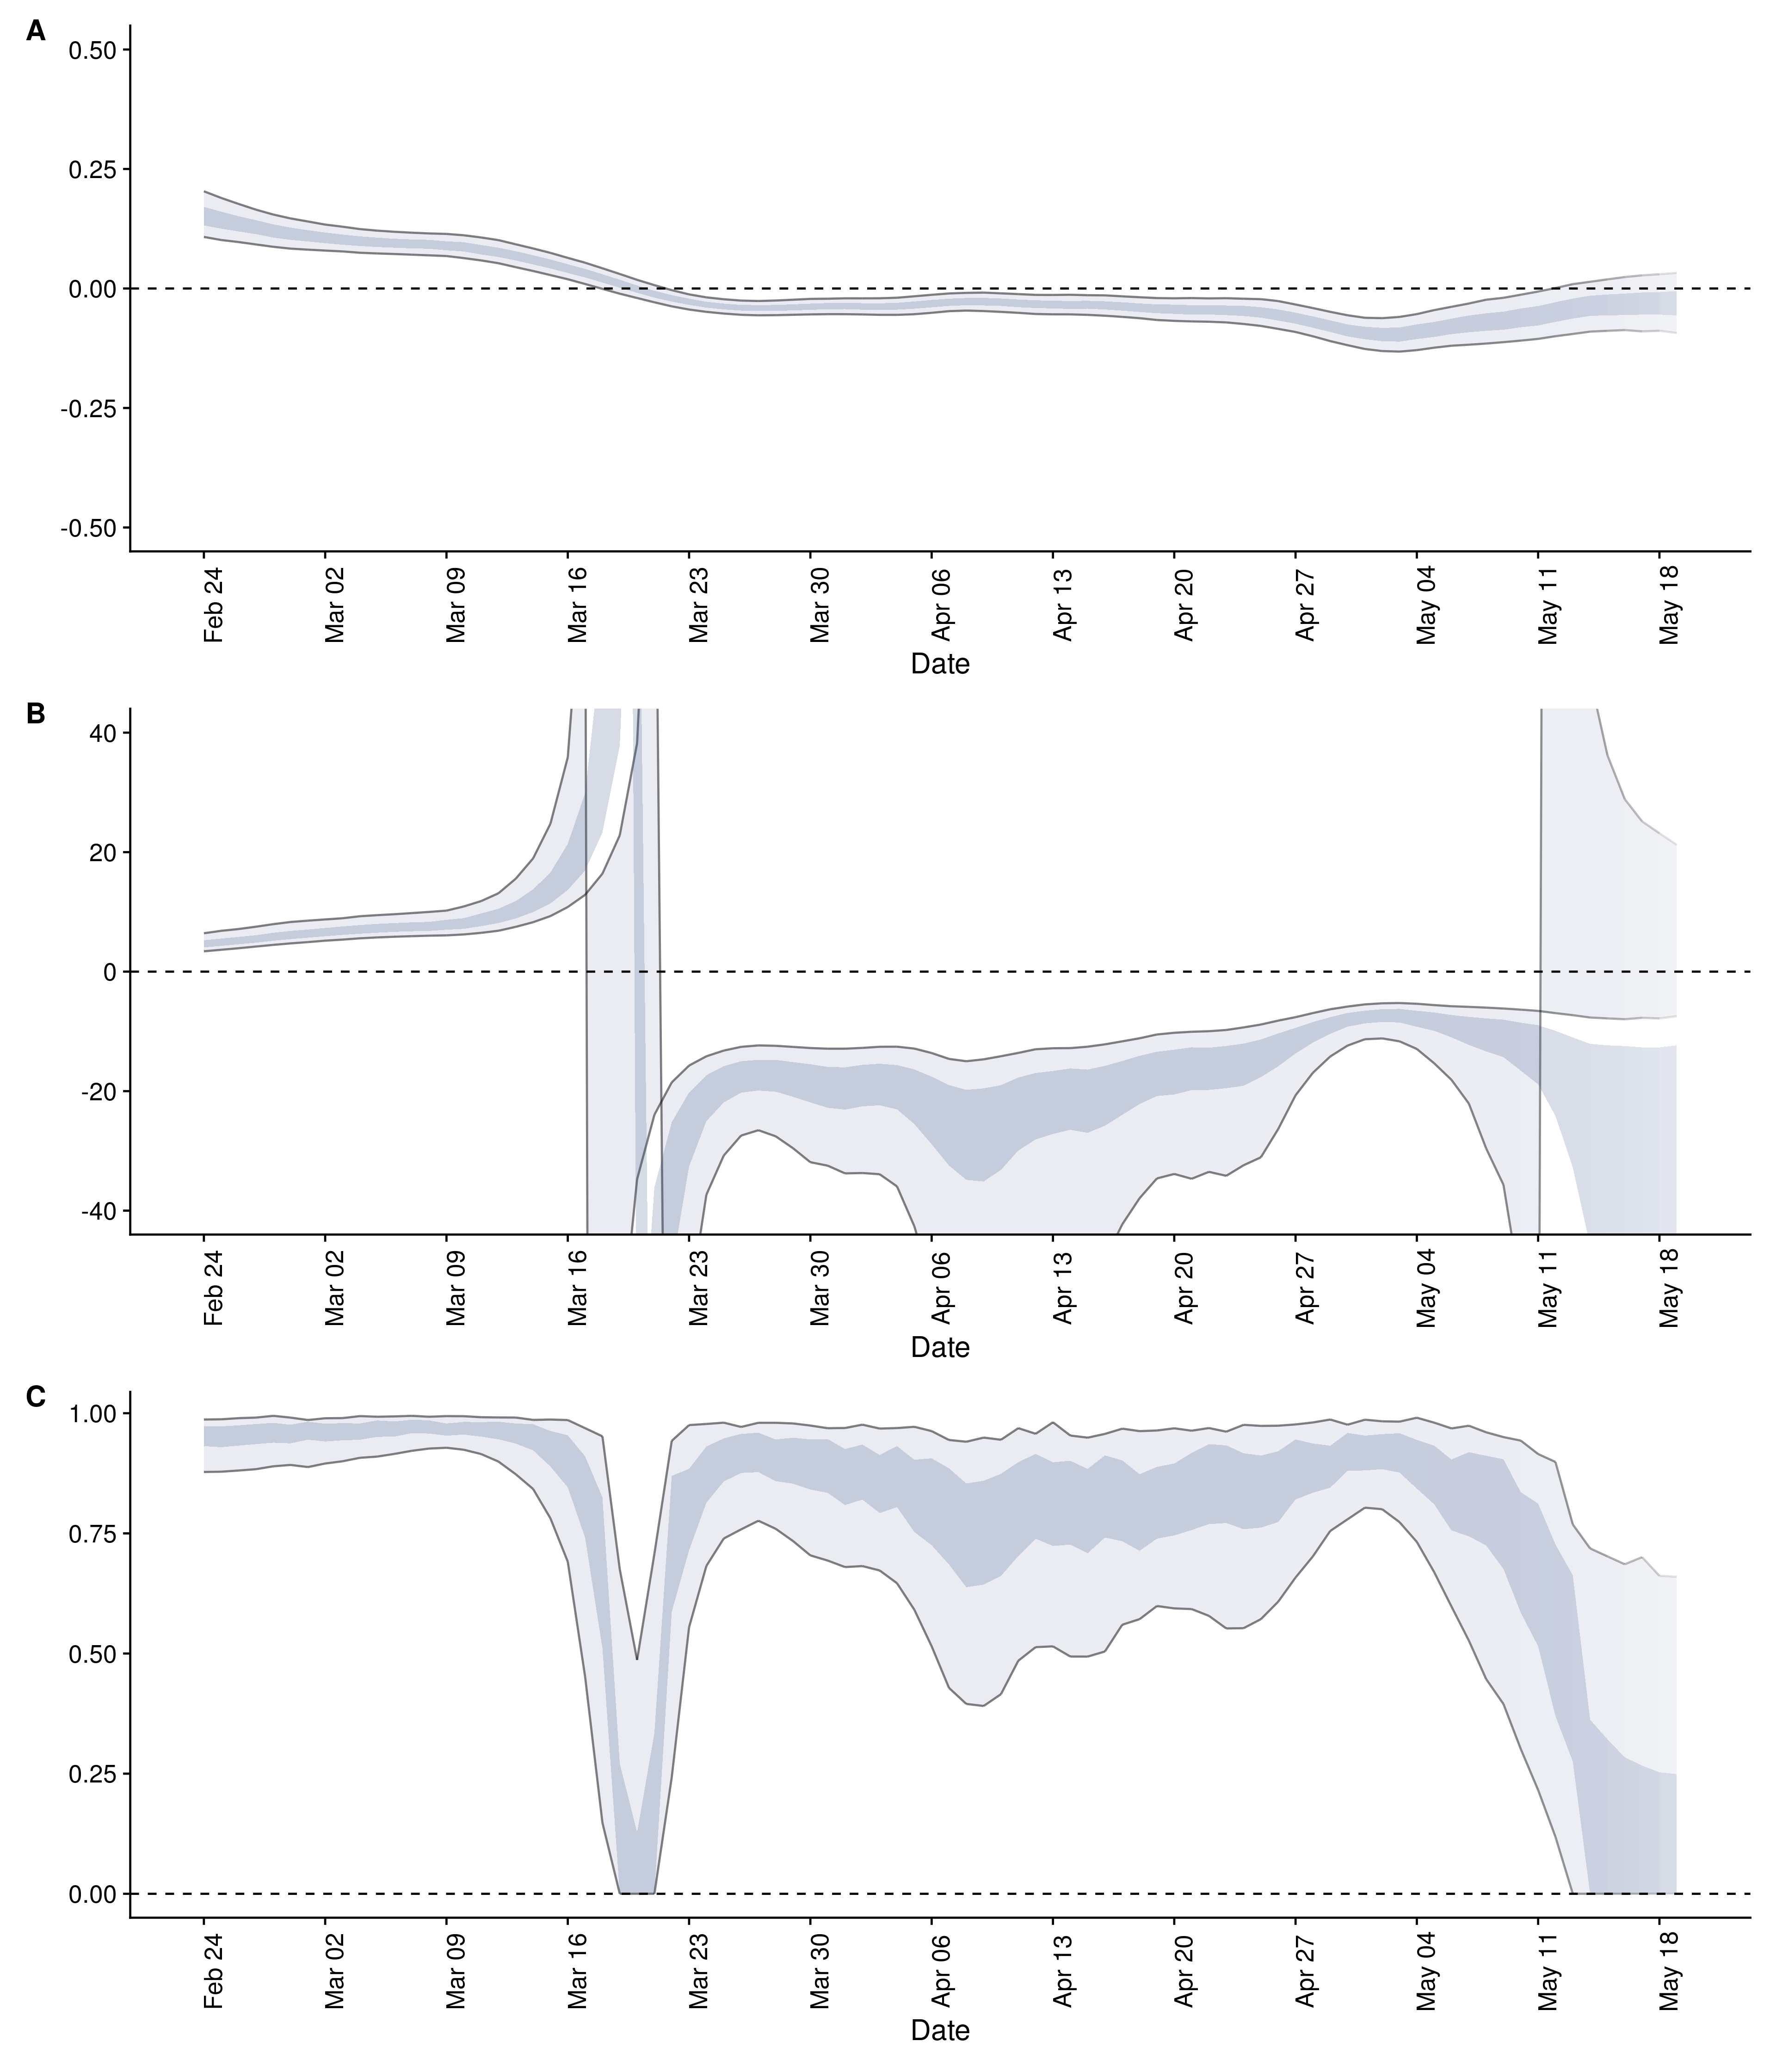 A
0.50
0.25
0.00
-0.25
-0.50
Feb 24
Mar 02
Mar 09
Mar 16
Mar 23
Mar 30
Apr 06
Apr 13
Apr 20
Apr 27
May 04
May 11
May 18
Date
B
40
20
0
-20
-40
Feb 24
Mar 02
Mar 09
Mar 16
Mar 23
Mar 30
Apr 06
Apr 13
Apr 20
Apr 27
May 04
May 11
May 18
Date
C
1.00
0.75
0.50
0.25
0.00
Feb 24
Mar 02
Mar 09
Mar 16
Mar 23
Mar 30
Apr 06
Apr 13
Apr 20
Apr 27
May 04
May 11
May 18
Date